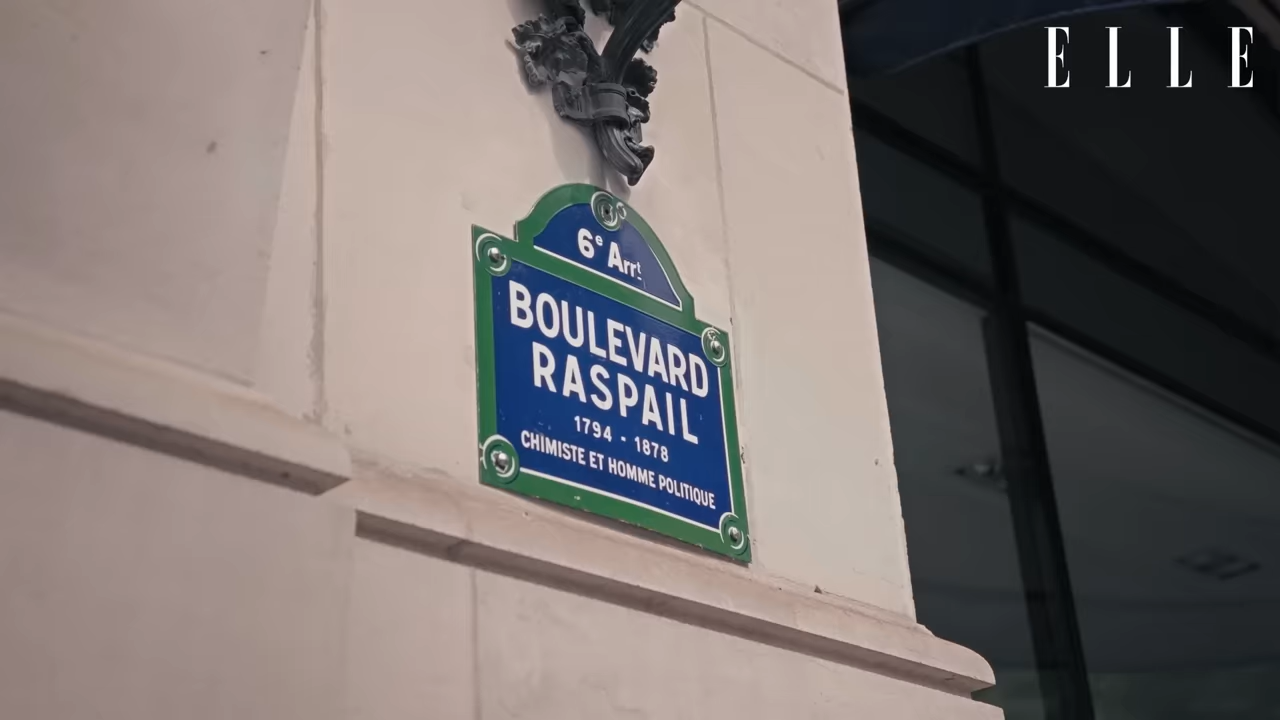 ELLE
6e Arrt
BOULEVARD
RASPAIL
1794 - 1878
CHIMISTE ET HOMME POLITIQUE